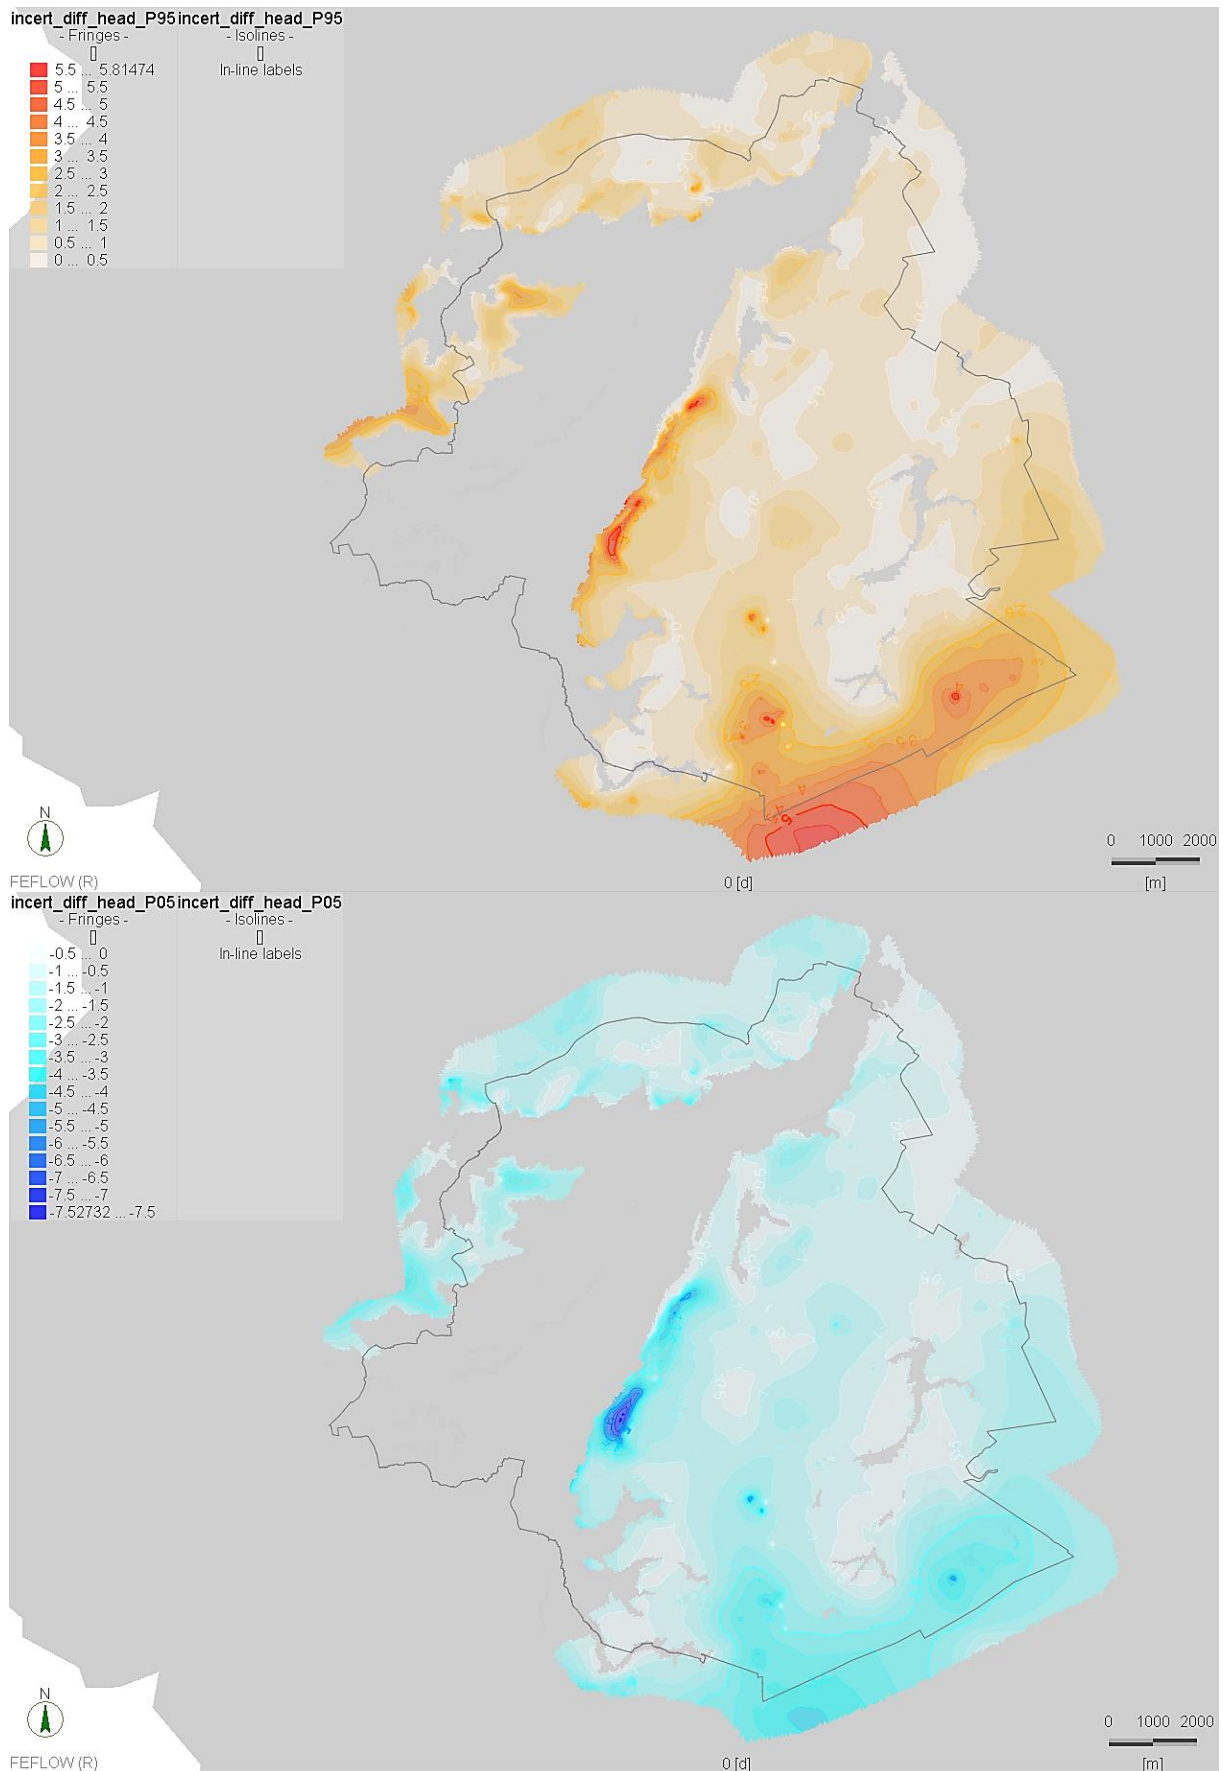 incert_diff_head_P95 incert_diff_head_P95
- Fringes - - Isolines -
[] []
5.5 ... 5.81474 In-line labels
5 ... 5.5
4.5 ... 5
4 ... 4.5
3.5 ... 4
3 ... 3.5
2.5 ... 3
2 ... 2.5
1.5 ... 2
1 ... 1.5
0.5 ... 1
0 ... 0.5
N
0 1000 2000
FEFLOW (R) 0 [d] [m]
incert_diff_head_P05 incert_diff_head_P05
- Fringes - - Isolines -
[] []
-0.5 ... 0 In-line labels
-1 ... -0.5
-1.5 ... -1
-2 ... -1.5
-2.5 ... -2
-3 ... -2.5
-3.5 ... -3
-4 ... -3.5
-4.5 ... -4
-5 ... -4.5
-5.5 ... -5
-6 ... -5.5
-6.5 ... -6
-7 ... -6.5
-7.5 ... -7
-7.52732 ... -7.5
N
0 1000 2000
FEFLOW (R) 0 [d] [m]